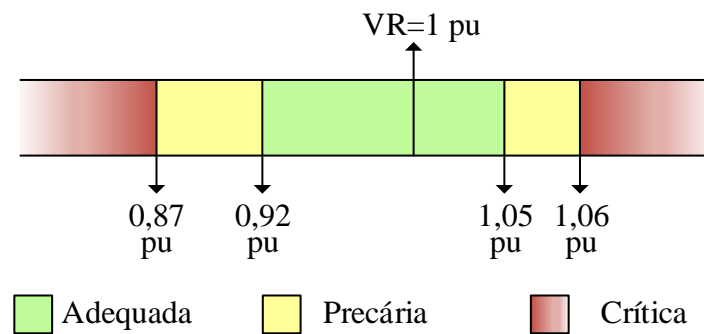 VR=1 pu
0,87 pu
0,92 pu
1,05 pu
1,06 pu
Adequada
Precária
Crítica